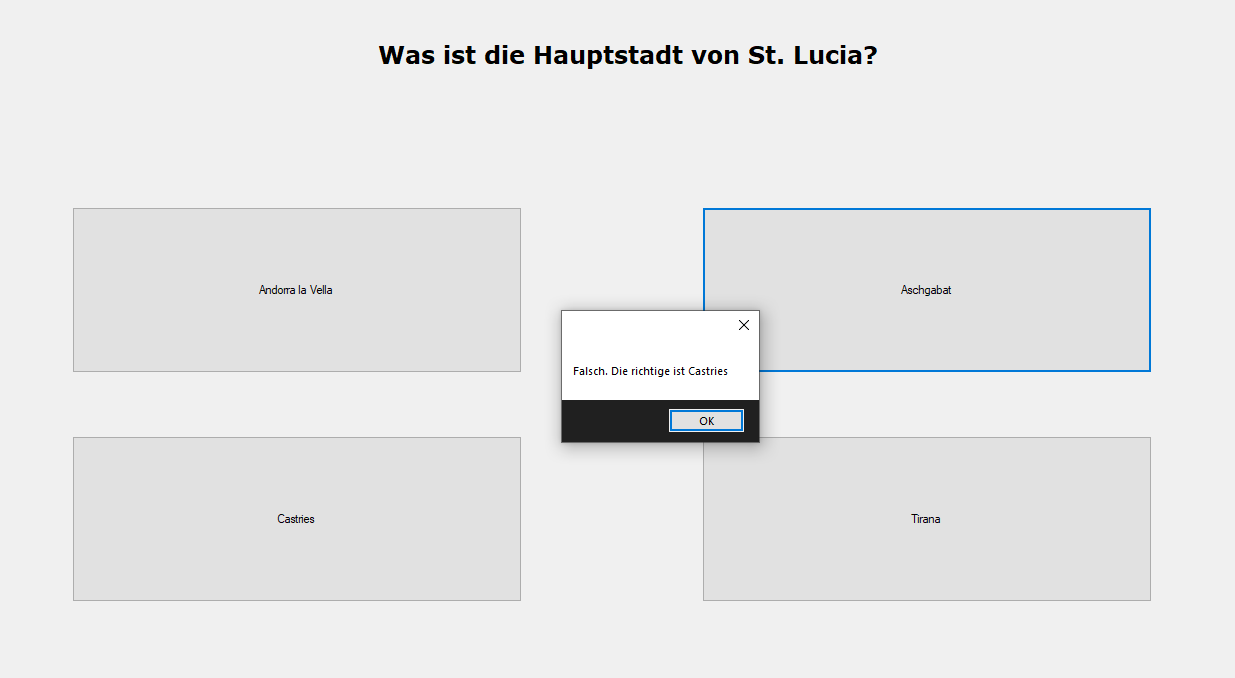 Was ist die Hauptstadt von St. Lucia?
Andorra la Vella
Aschgabat
Falsch. Die richtige ist Castries
OK
Castries
Tirana